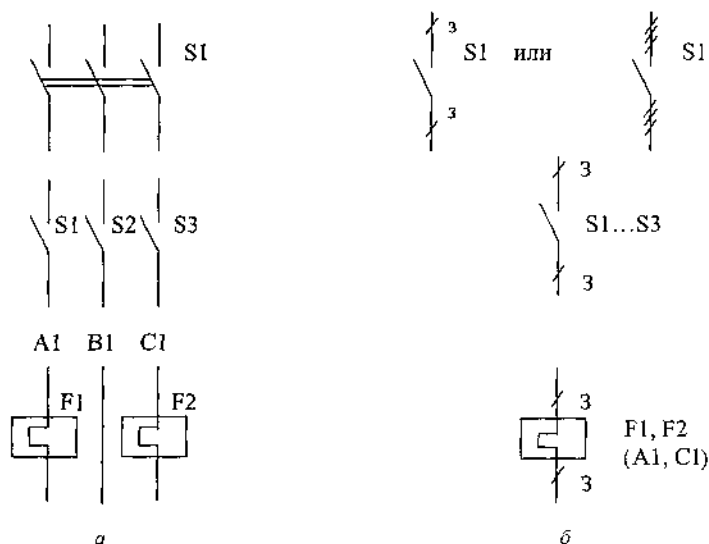 S1
3
S1 или
3
S1
S1 S2 S3
3
S1...S3
3
A1 B1 C1
F1 F2
3
F1, F2
(A1, C1)
3
а б